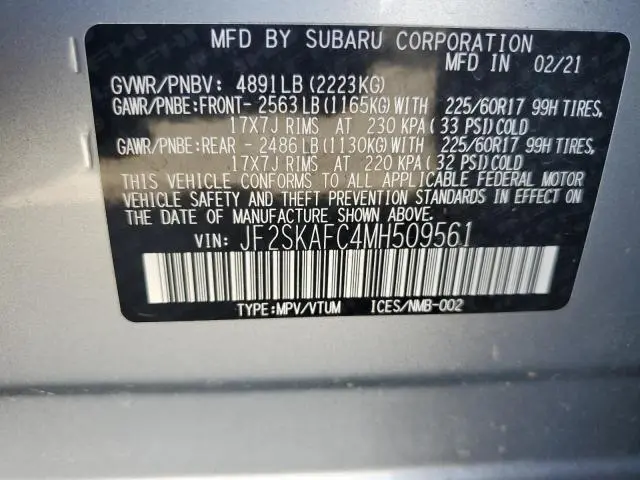 MFD BY SUBARU CORPORATION
MFD IN 02/21
GVWR/PNBV: 4891LB (2223KG)
GAWR/PNBE:FRONT- 2563LB(1165KG)WITH 225/60R17 99H TIRES,
17X7J RIMS AT 230 KPA( 33 PSI)COLD
GAWR/PNBE:REAR - 2486LB(1130KG)WITH 225/60R17 99H TIRES,
17X7J RIMS AT 220 KPA( 32 PSI)COLD
THIS VEHICLE CONFORMS TO ALL APPLICABLE FEDERAL MOTOR
VEHICLE SAFETY AND THEFT PREVENTION STANDARDS IN EFFECT ON
THE DATE OF MANUFACTURE SHOWN ABOVE.
VIN: JF2SKAFC4MH509561
TYPE:MPV/VTUM ICES/NMB-002